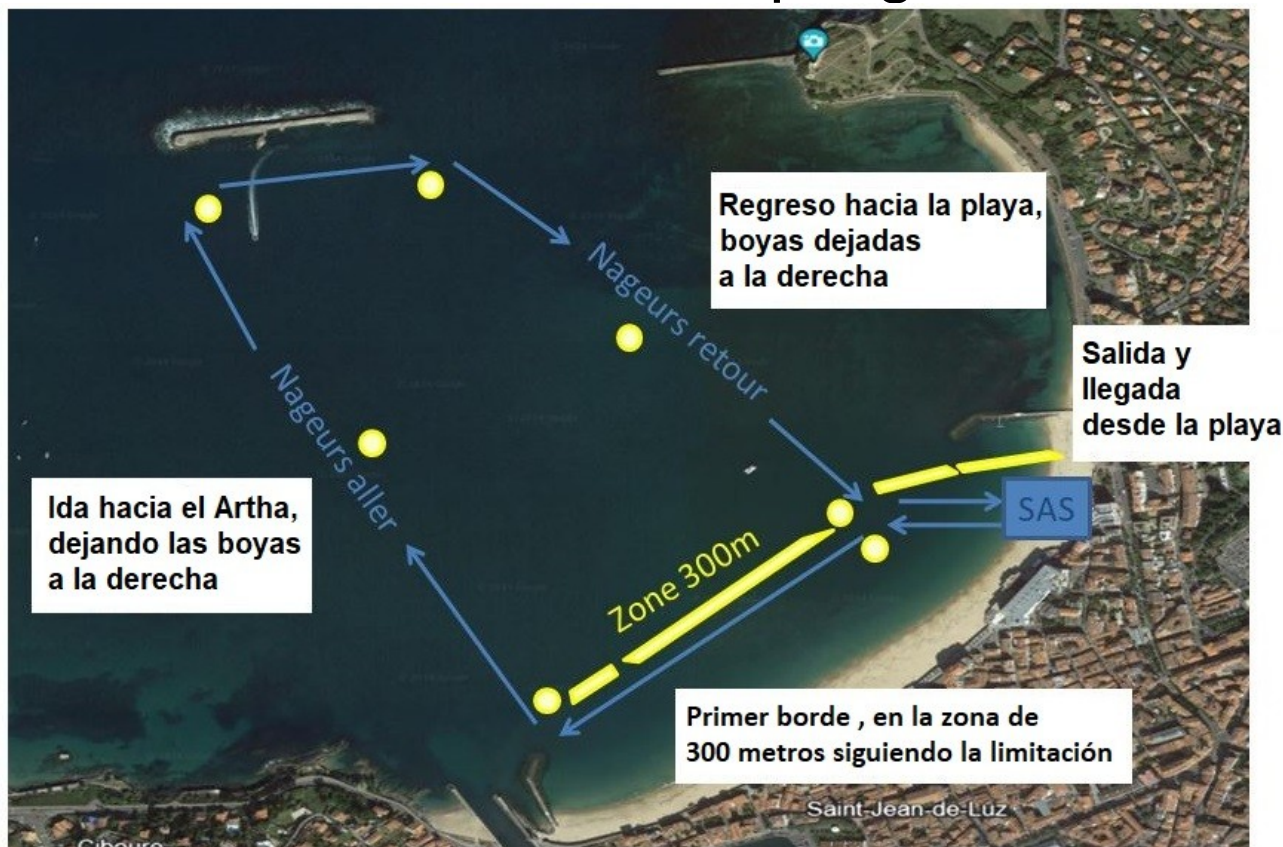 Regreso hacia la playa,
boyas dejadas
a la derecha
Nageurs retour
Salida y
llegada
desde la playa
Nageurs aller
Ida hacia el Artha,
dejando las boyas
a la derecha
SAS
Zone 300m
Primer borde , en la zona de
300 metros siguiendo la limitación
Saint-Jean-de-Luz
Ciboure